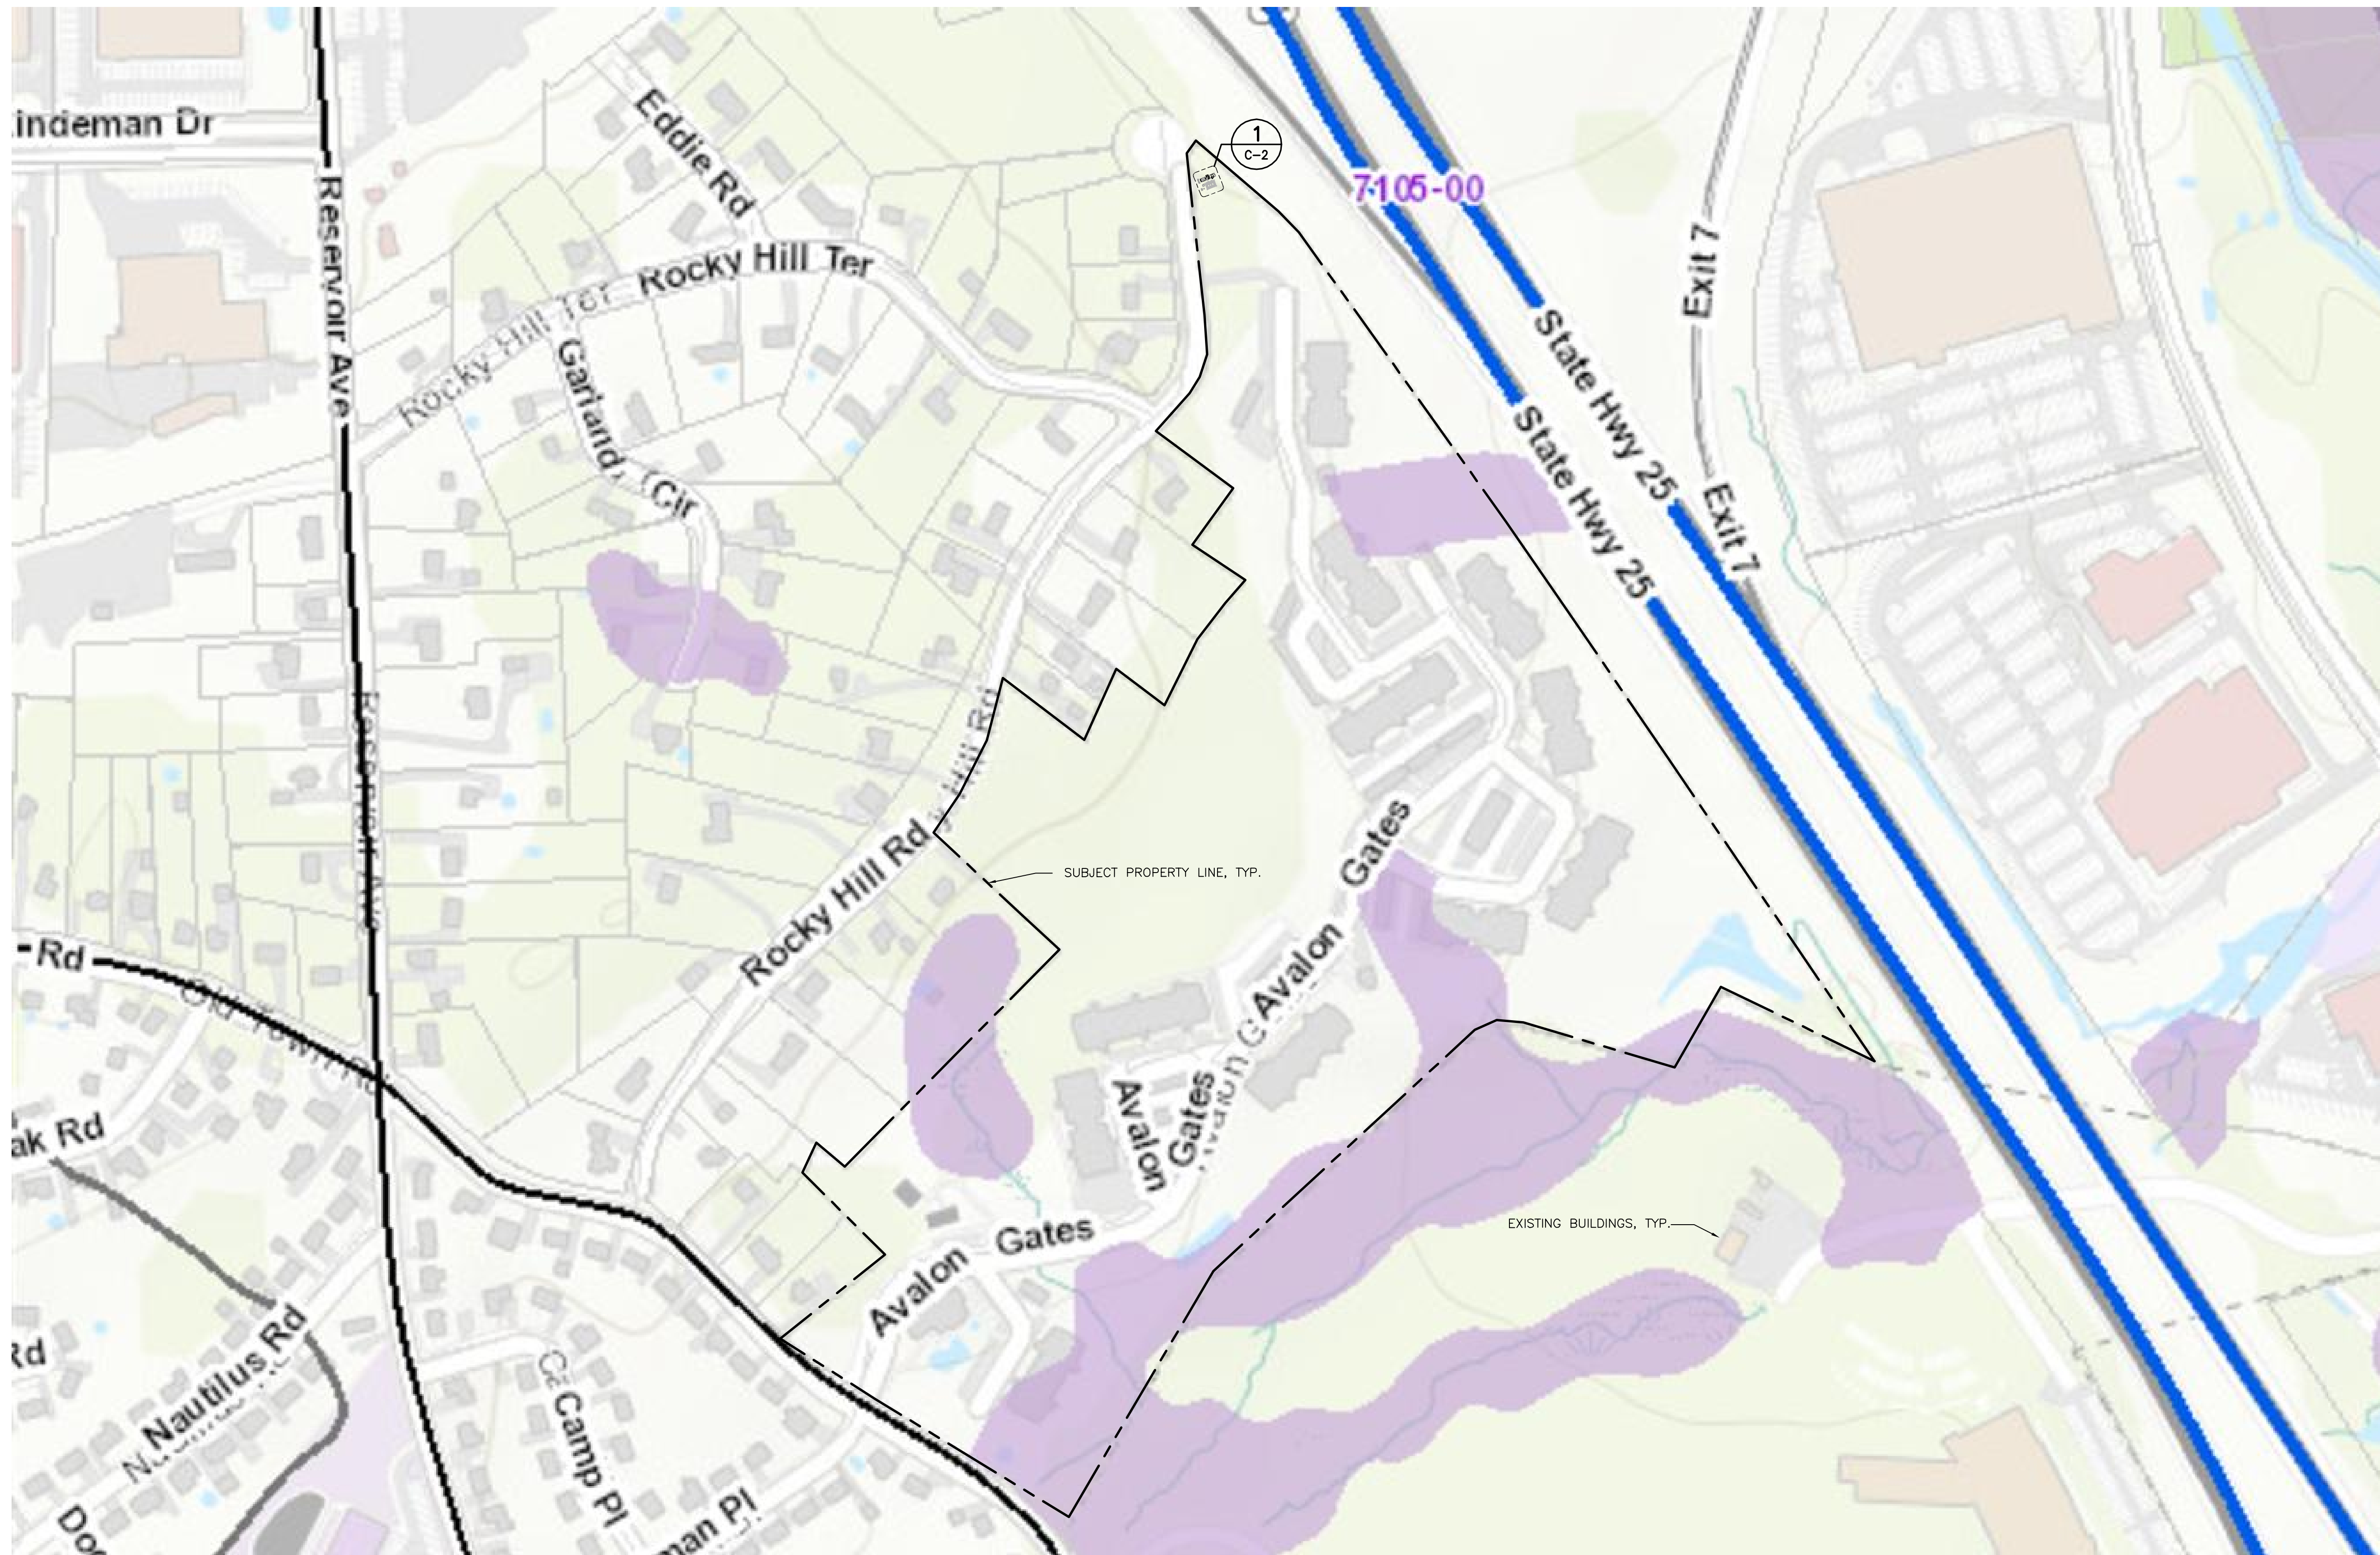 Lindeman Dr
Eddie Rd
1
C-2
7105-00
Reservoir Ave
Rocky Hill Ter
Rocky Hill Ter
Exit 7
State Hwy 25
State Hwy 25
Exit 7
Garland Cir
Rocky Hill Rd
Reservoir Ave
Rocky Hill Rd
SUBJECT PROPERTY LINE, TYP.
Avalon Gates
Rd
Old Town Rd
Avalon Gates
ak Rd
Avalon Gates
EXISTING BUILDINGS, TYP.
Nautilus Rd
Rd
Camp Pl
man Pl